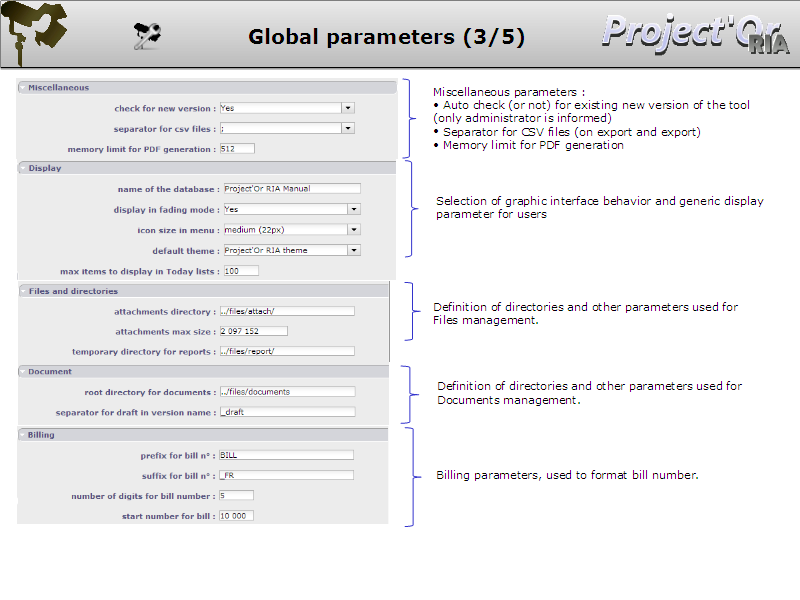 Global parameters (3/5)
Project'Or
RIA
Miscellaneous
check for new version : Yes
separator for csv files : ;
memory limit for PDF generation : 512
Miscellaneous parameters :
• Auto check (or not) for existing new version of the tool
(only administrator is informed)
• Separator for CSV files (on export and export)
• Memory limit for PDF generation
Display
name of the database : Project'Or RIA Manual
display in fading mode : Yes
icon size in menu : medium (22px)
default theme : Project'Or RIA theme
max items to display in Today lists : 100
Selection of graphic interface behavior and generic display
parameter for users
Files and directories
attachments directory : ../files/attach/
attachments max size : 2 097 152
temporary directory for reports : ../files/report/
Definition of directories and other parameters used for
Files management.
Document
root directory for documents : ../files/documents
separator for draft in version name : _draft
Definition of directories and other parameters used for
Documents management.
Billing
prefix for bill n° : BILL
suffix for bill n° : _FR
number of digits for bill number : 5
start number for bill : 10 000
Billing parameters, used to format bill number.